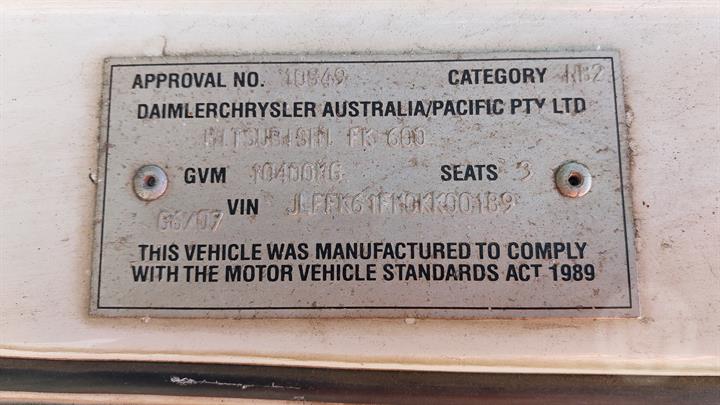 APPROVAL NO. 10849 CATEGORY NB2
DAIMLERCHRYSLER AUSTRALIA/PACIFIC PTY LTD
MITSUBISHI FK 600
GVM 10400KG SEATS 3
06/07 VIN
THIS VEHICLE WAS MANUFACTURED TO COMPLY
WITH THE MOTOR VEHICLE STANDARDS ACT 1989